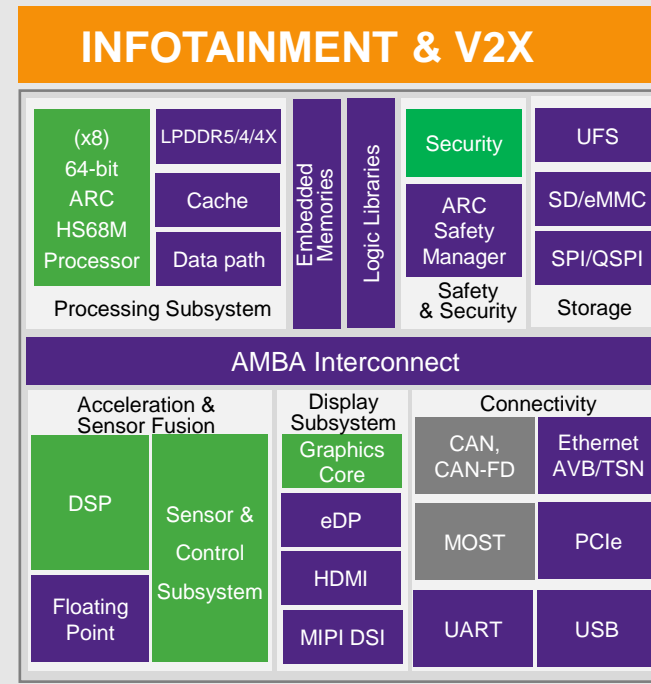 INFOTAINMENT & V2X
(x8)
64-bit
ARC
HS68M
Processor
LPDDR5/4/4X
Cache
Data path
Processing Subsystem
Embedded
Memories
Logic Libraries
Security
ARC
Safety
Manager
Safety
& Security
UFS
SD/eMMC
SPI/QSPI
Storage
AMBA Interconnect
Acceleration &
Sensor Fusion
DSP
Floating
Point
Sensor &
Control
Subsystem
Display
Subsystem
Graphics
Core
eDP
HDMI
MIPI DSI
Connectivity
CAN,
CAN-FD
Ethernet
AVB/TSN
MOST
PCIe
UART
USB